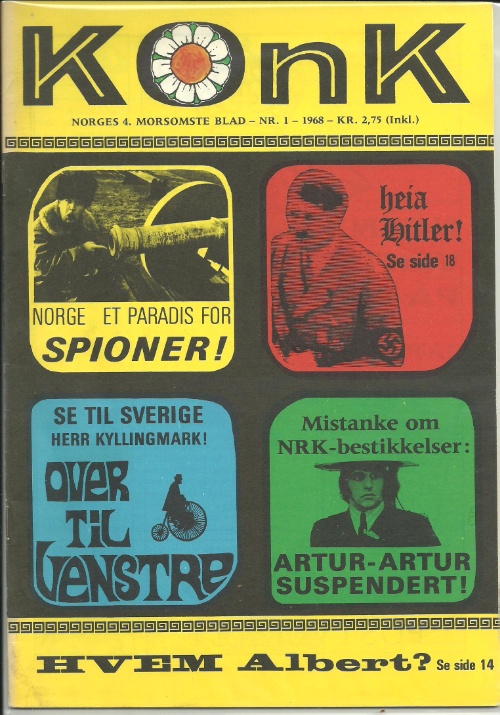 KOnK
NORGES 4. MORSOMSTE BLAD – NR. 1 – 1968 – KR. 2,75 (Inkl.)
NORGE ET PARADIS FOR
SPIONER!
heia
Hitler!
Se side 18
SE TIL SVERIGE
HERR KYLLINGMARK!
OVER
TIL
VENSTRE
Mistanke om
NRK-bestikkelser:
ARTUR-ARTUR
SUSPENDERT!
HVEM Albert? Se side 14